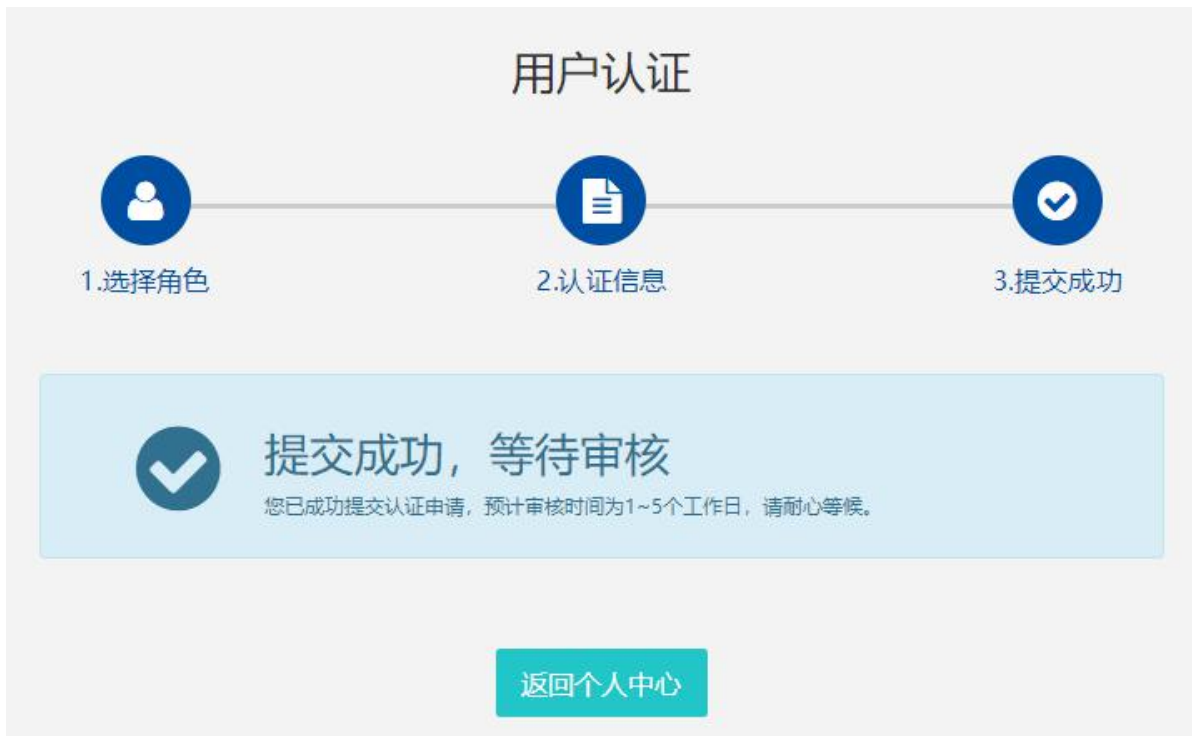 用户认证
1.选择角色
2.认证信息
3.提交成功
提交成功，等待审核
您已成功提交认证申请，预计审核时间为1~5个工作日，请耐心等候。
返回个人中心